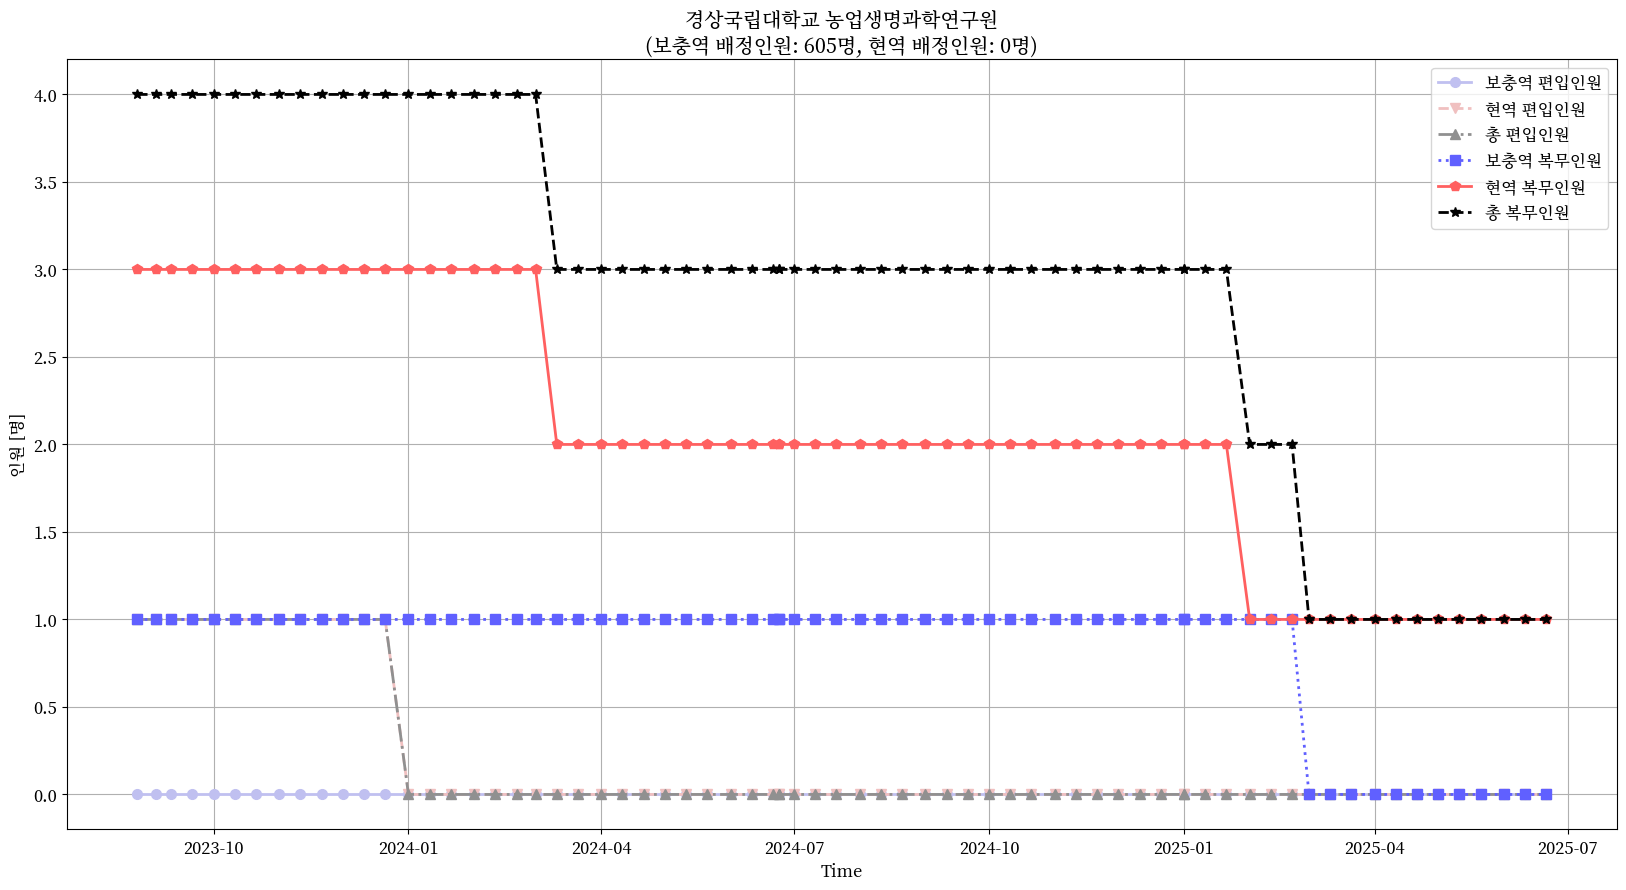 경상국립대학교 농업생명과학연구원
(보충역 배정인원: 605명, 현역 배정인원: 0명)
보충역 편입인원
현역 편입인원
총 편입인원
보충역 복무인원
현역 복무인원
총 복무인원
인원 [명]
4.0
3.5
3.0
2.5
2.0
1.5
1.0
0.5
0.0
2023-10
2024-01
2024-04
2024-07
2024-10
2025-01
2025-04
2025-07
Time